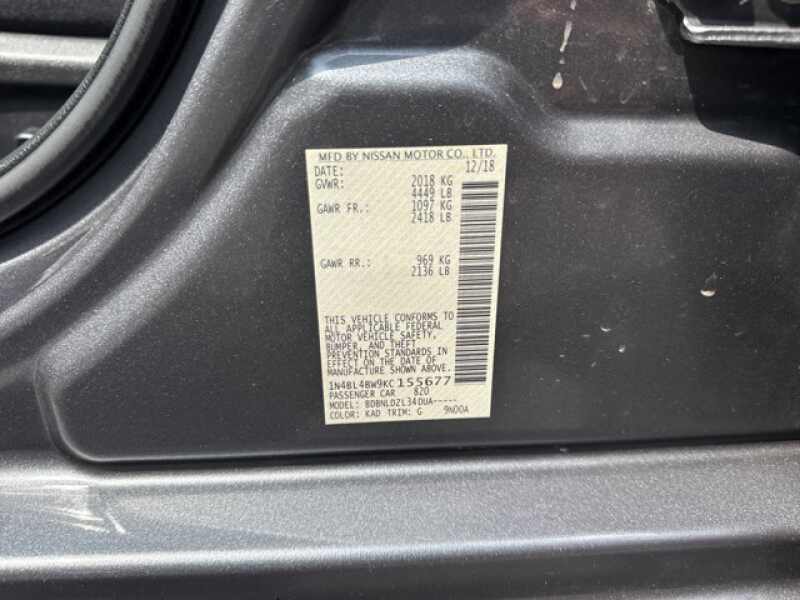 MFD BY NISSAN MOTOR CO., LTD.
DATE: 12/18
GVWR: 2018 KG
4449 LB
GAWR FR.: 1097 KG
2418 LB
GAWR RR.: 969 KG
2136 LB
THIS VEHICLE CONFORMS TO
ALL APPLICABLE FEDERAL
MOTOR VEHICLE SAFETY,
BUMPER, AND THEFT
PREVENTION STANDARDS IN
EFFECT ON THE DATE OF
MANUFACTURE SHOWN ABOVE.
1N4BL4BW9KC155677
PASSENGER CAR 820
MODEL: BDBNLDZL34DUA-----
COLOR: KAD TRIM: G 9N00A